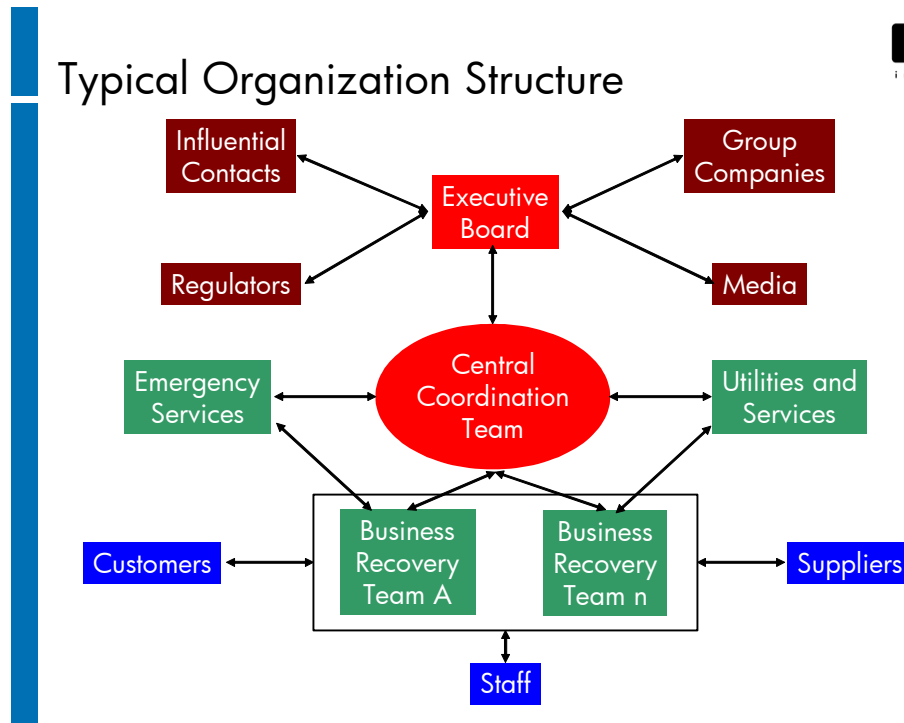 Typical Organization Structure
Influential
Contacts
Group
Companies
Executive
Board
Regulators
Media
Emergency
Services
Central
Coordination
Team
Utilities and
Services
Business
Recovery
Team A
Business
Recovery
Team n
Customers
Suppliers
Staff